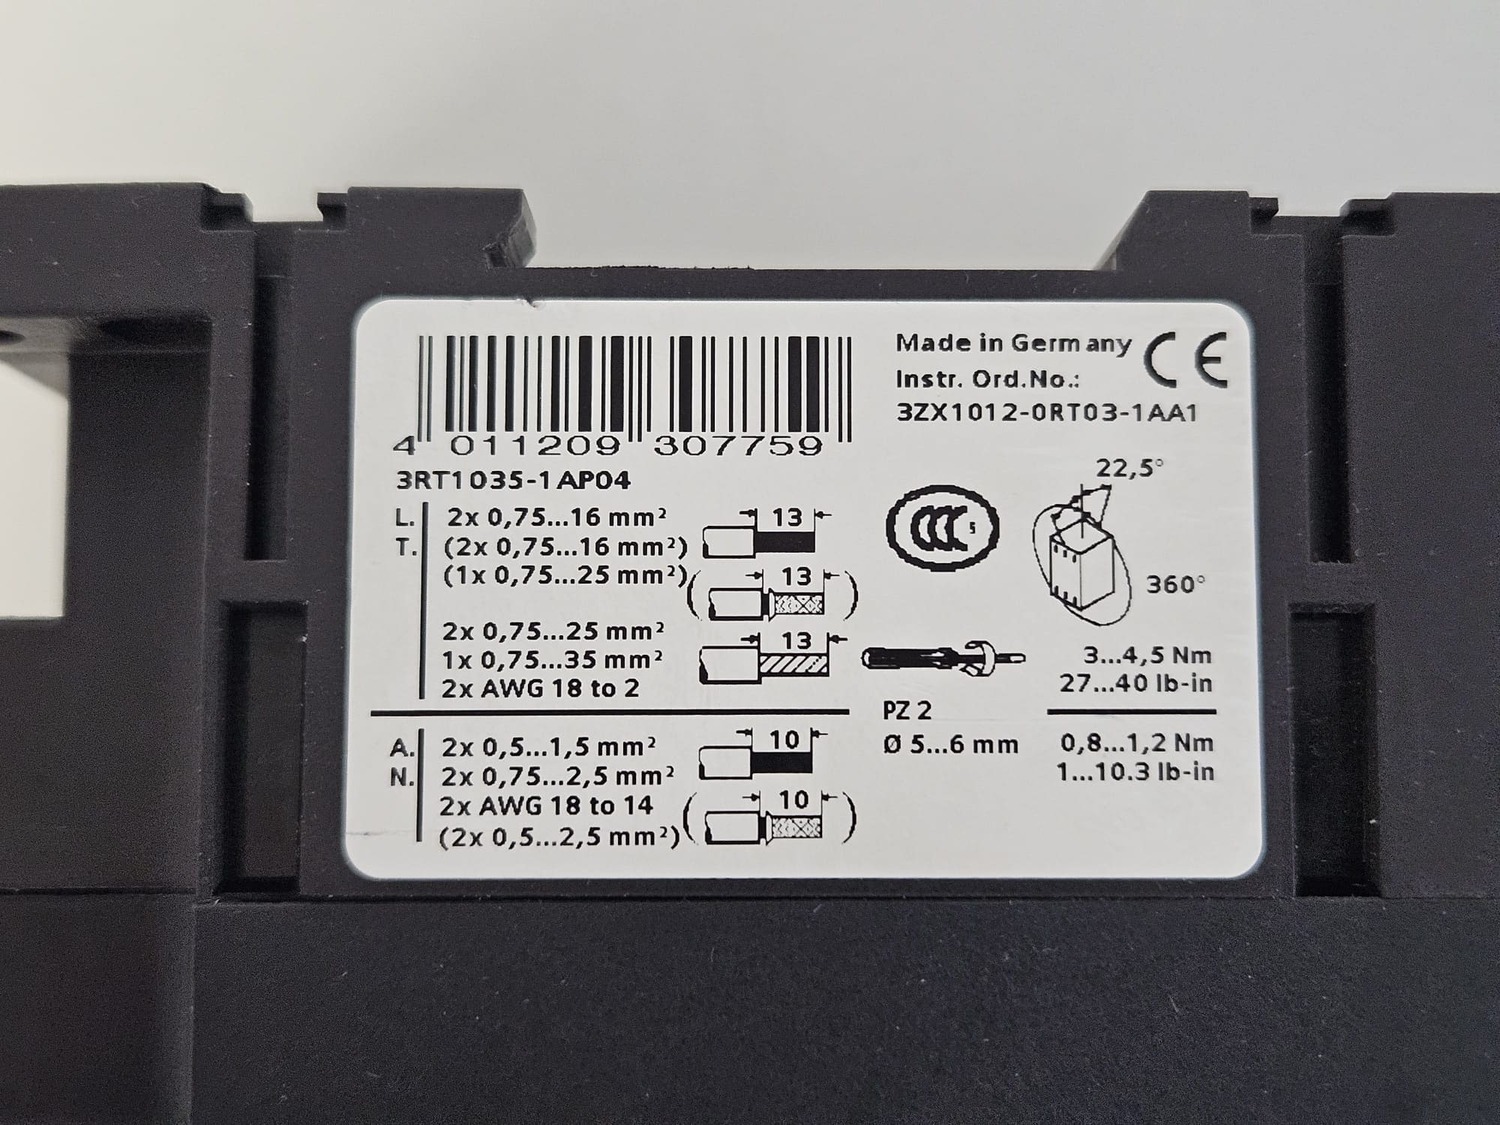 Made in Germany CE
Instr. Ord.No.:
3ZX1012-0RT03-1AA1
4 011209 307759
3RT1035-1AP04
22,5°
CCC S
360°
L.
T.
2x 0,75...16 mm²
(2x 0,75...16 mm²)
(1x 0,75...25 mm²)
2x 0,75...25 mm²
1x 0,75...35 mm²
2x AWG 18 to 2
13
13
13
3...4,5 Nm
27...40 lb-in
PZ 2
Ø 5...6 mm
0,8...1,2 Nm
1...10.3 lb-in
A.
N.
2x 0,5...1,5 mm²
2x 0,75...2,5 mm²
2x AWG 18 to 14
(2x 0,5...2,5 mm²)
10
10